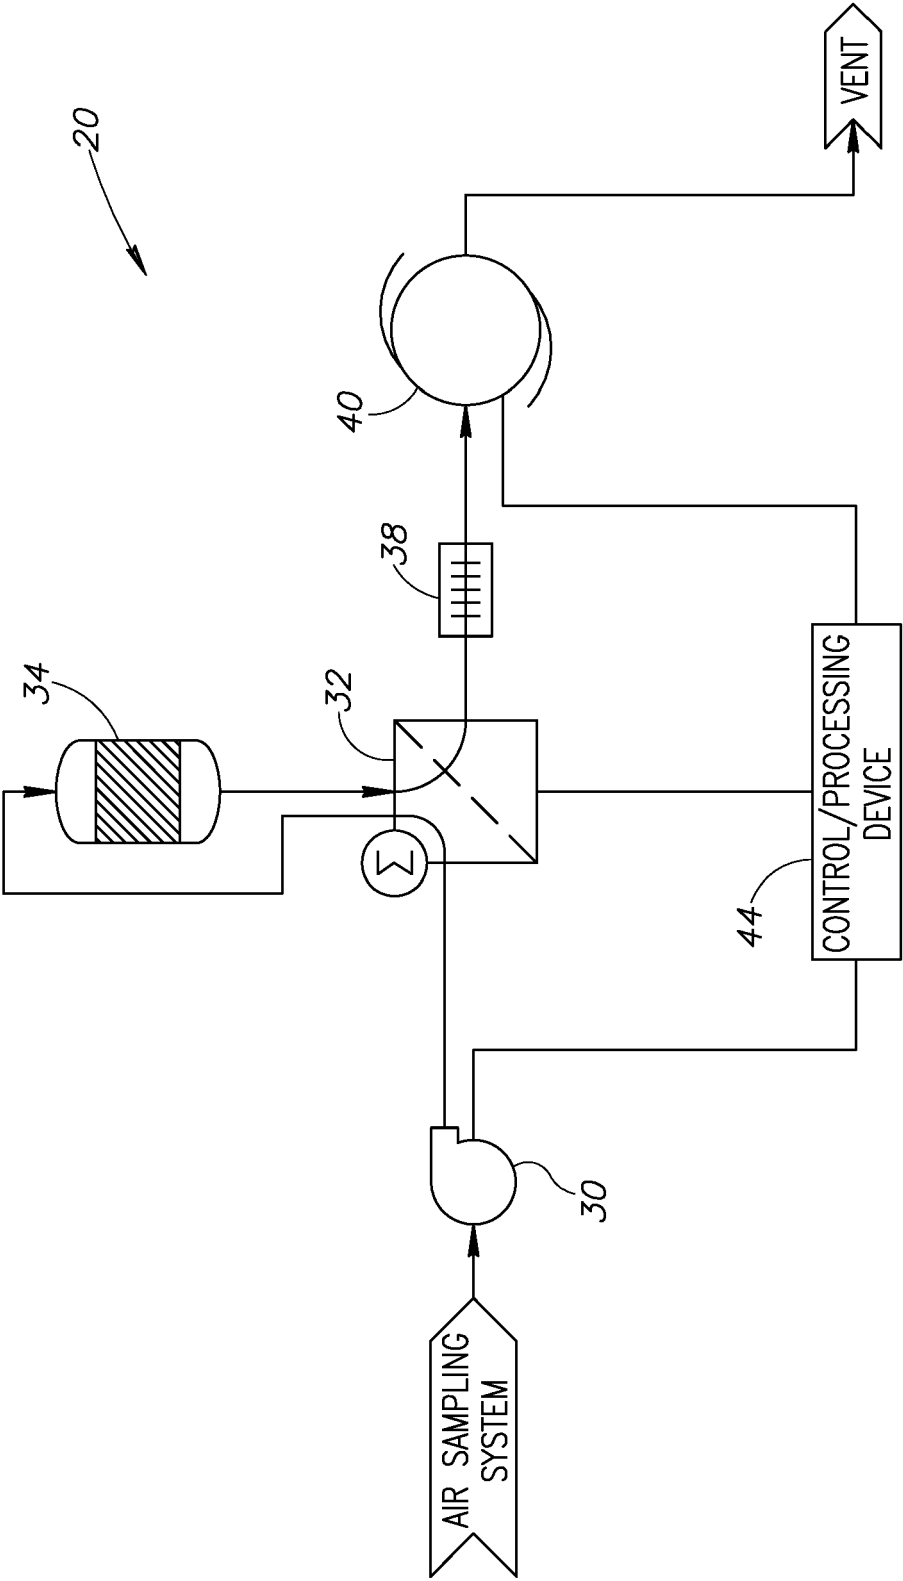 20
34
32
38
40
VENT
AIR SAMPLING
SYSTEM
30
44
CONTROL/PROCESSING
DEVICE
Σ